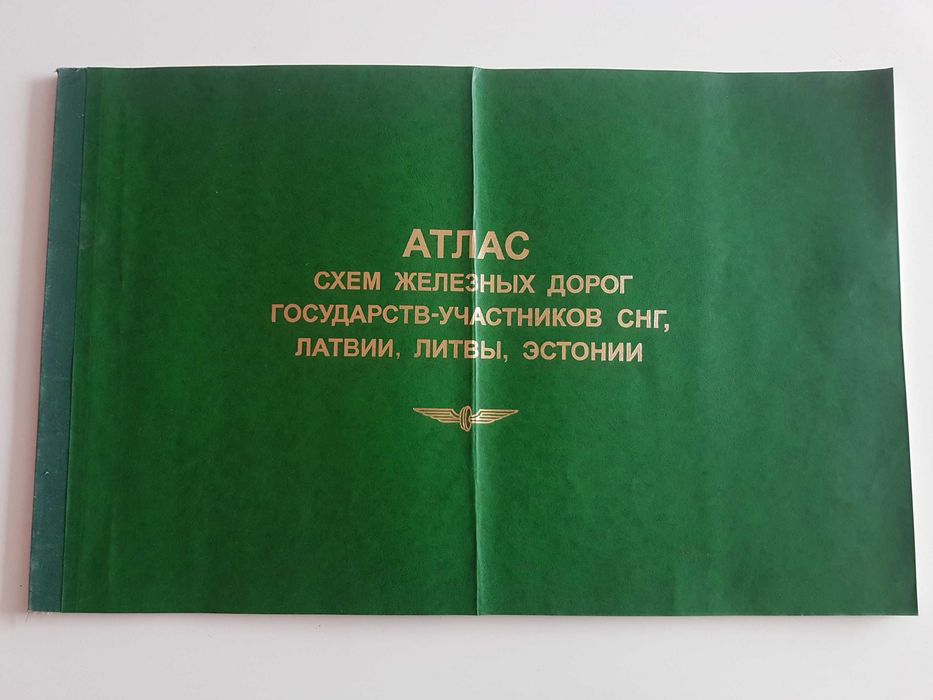 АТЛАС
СХЕМ ЖЕЛЕЗНЫХ ДОРОГ
ГОСУДАРСТВ-УЧАСТНИКОВ СНГ,
ЛАТВИИ, ЛИТВЫ, ЭСТОНИИ